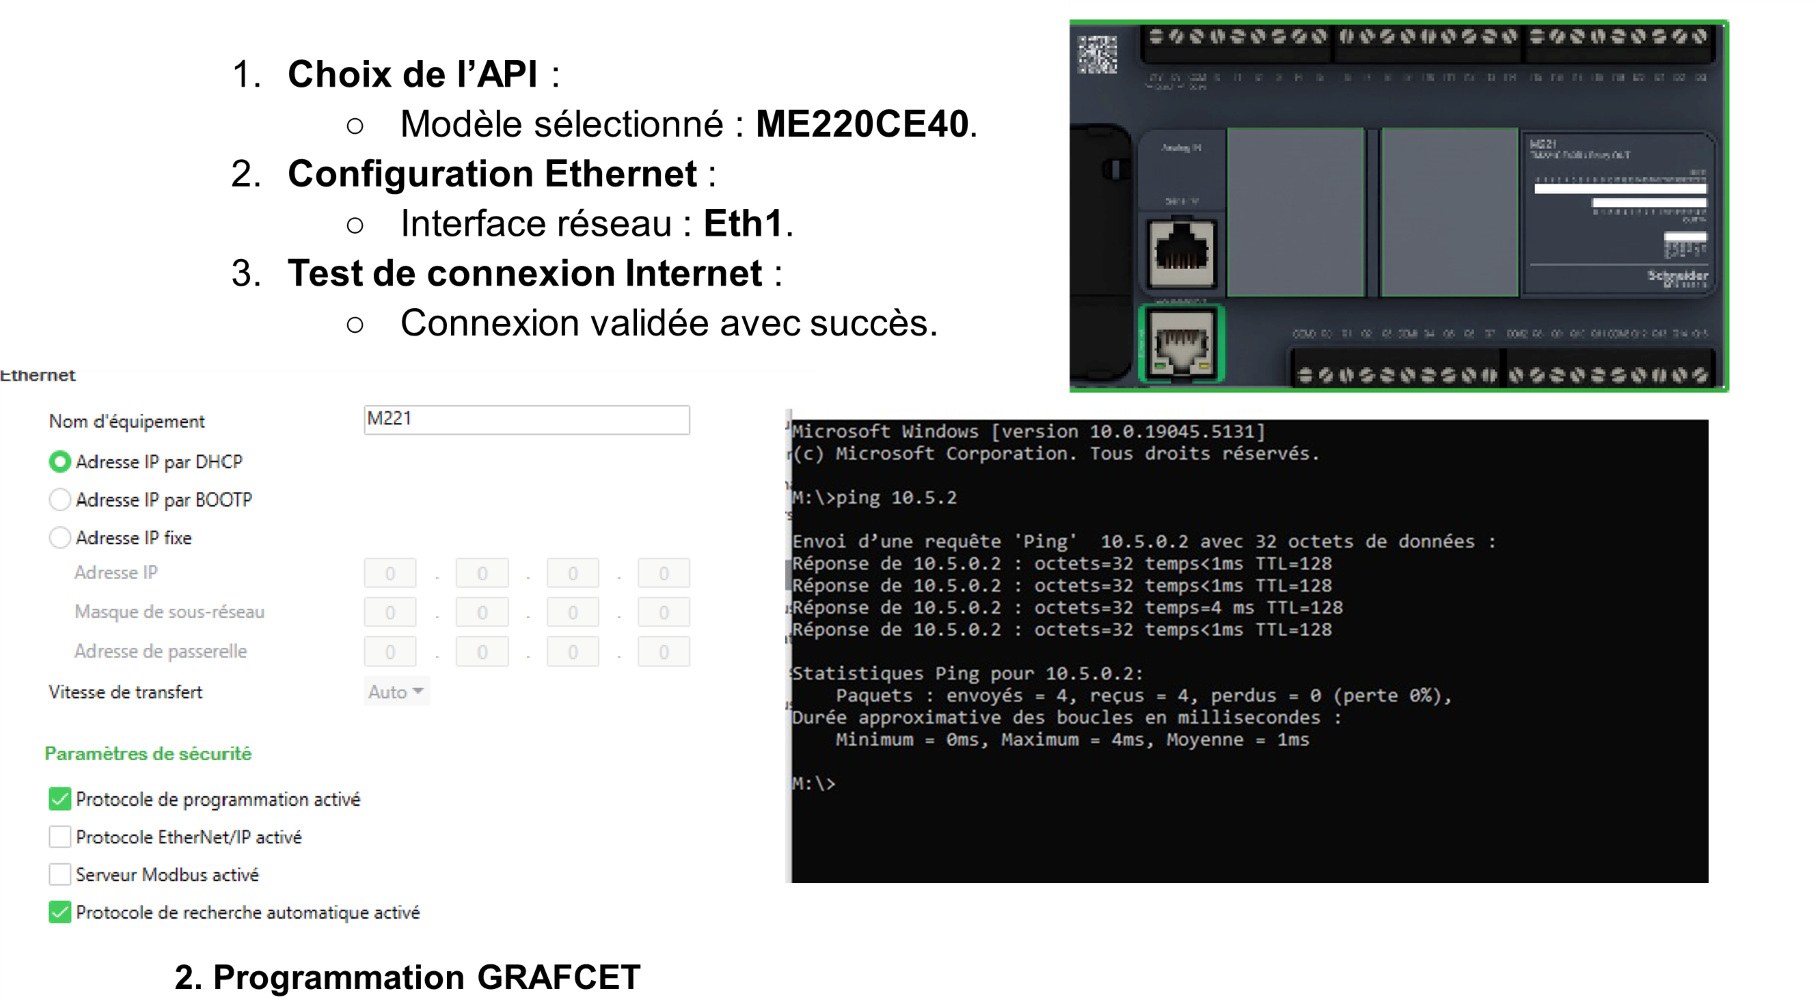 1. Choix de l'API :
○ Modèle sélectionné : ME220CE40.
2. Configuration Ethernet :
○ Interface réseau : Eth1.
3. Test de connexion Internet :
○ Connexion validée avec succès.
Analog IN
M221
Schneider
Ethernet
Nom d'équipement M221
Adresse IP par DHCP
Adresse IP par BOOTP
Adresse IP fixe
Adresse IP 0 . 0 . 0 . 0
Masque de sous-réseau 0 . 0 . 0 . 0
Adresse de passerelle 0 . 0 . 0 . 0
Vitesse de transfert Auto
Paramètres de sécurité
Protocole de programmation activé
Protocole EtherNet/IP activé
Serveur Modbus activé
Protocole de recherche automatique activé
Microsoft Windows [version 10.0.19045.5131]
(c) Microsoft Corporation. Tous droits réservés.
M:\>ping 10.5.2
Envoi d’une requête 'Ping'  10.5.0.2 avec 32 octets de données :
Réponse de 10.5.0.2 : octets=32 temps<1ms TTL=128
Réponse de 10.5.0.2 : octets=32 temps<1ms TTL=128
Réponse de 10.5.0.2 : octets=32 temps=4 ms TTL=128
Réponse de 10.5.0.2 : octets=32 temps<1ms TTL=128
Statistiques Ping pour 10.5.0.2:
Paquets : envoyés = 4, reçus = 4, perdus = 0 (perte 0%),
Durée approximative des boucles en millisecondes :
Minimum = 0ms, Maximum = 4ms, Moyenne = 1ms
M:\>
2. Programmation GRAFCET